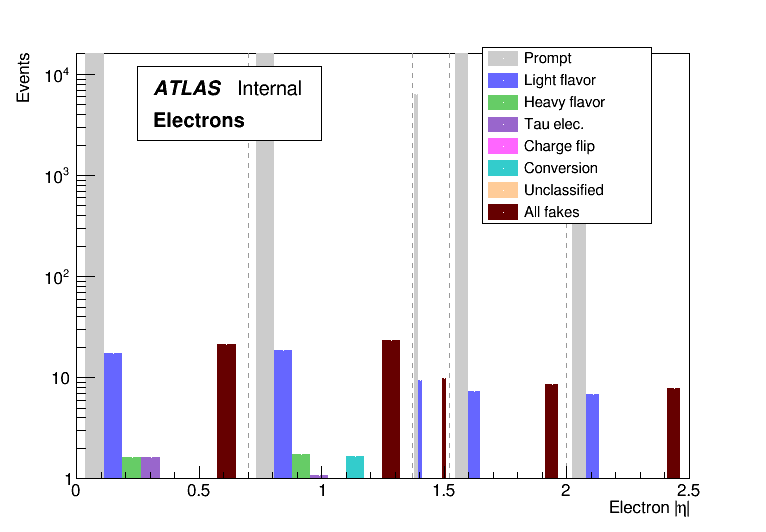 Events
10⁴
10³
10²
10
1
ATLAS Internal
Electrons
Prompt
Light flavor
Heavy flavor
Tau elec.
Charge flip
Conversion
Unclassified
All fakes
0 0.5 1 1.5 2 2.5
Electron |η|